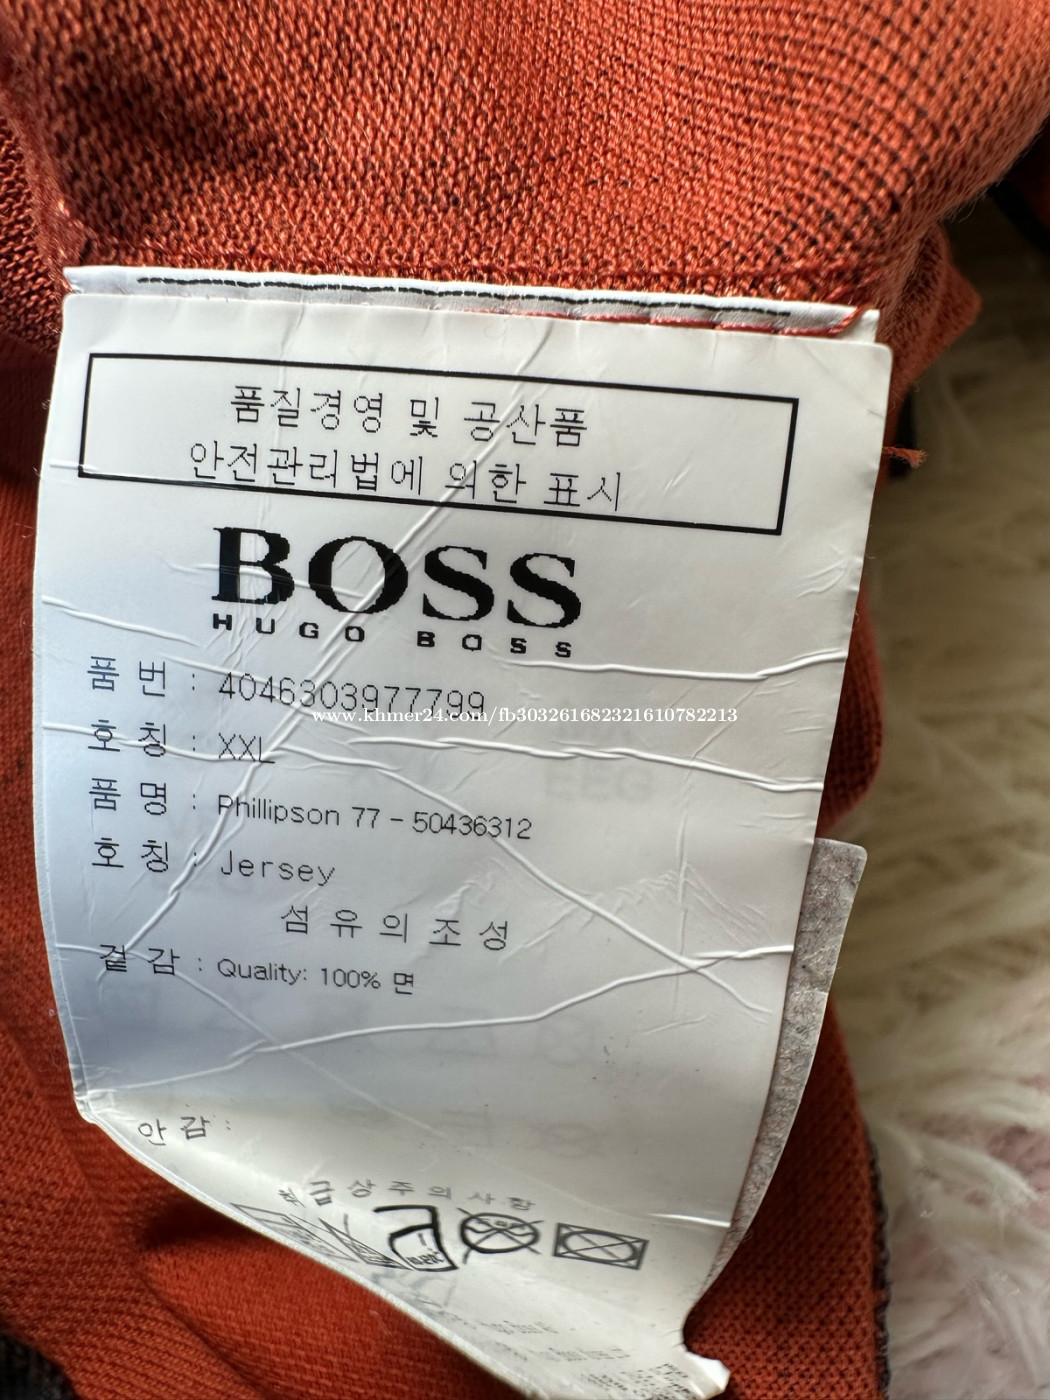 품질경영 및 공산품
안전관리법에 의한 표시
BOSS
HUGO BOSS
품 번 : 4046303977799
www.khmer24.com/fb303261682321610782213
호 칭 : XXL
품 명 : Phillipson 77 - 50436312
호 칭 : Jersey
섬 유 의 조 성
겉 감 : Quality: 100% 면
안 감 :
취급상주의사항